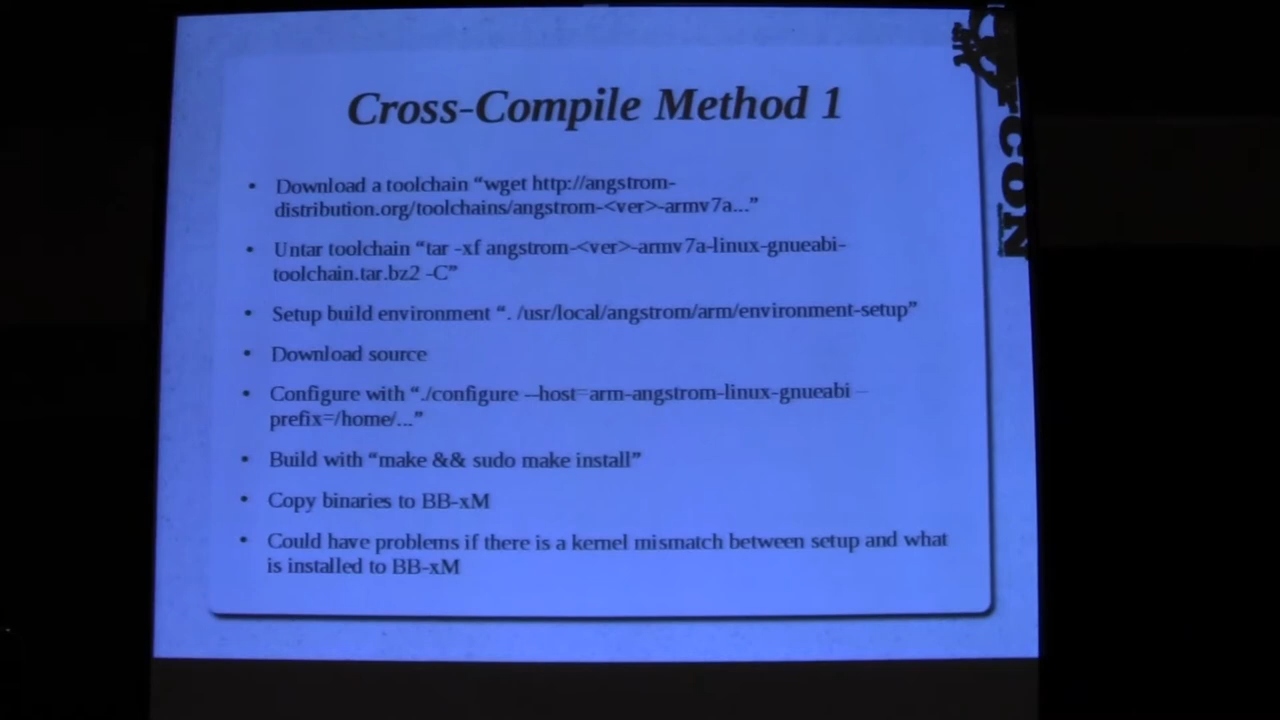 Cross-Compile Method 1
• Download a toolchain “wget http://angstrom-
distribution.org/toolchains/angstrom-<ver>-armv7a...”
• Untar toolchain “tar -xf angstrom-<ver>-armv7a-linux-gnueabi-
toolchain.tar.bz2 -C”
• Setup build environment “. /usr/local/angstrom/arm/environment-setup”
• Download source
• Configure with “./configure –host=arm-angstrom-linux-gnueabi –
prefix=/home/...”
• Build with “make && sudo make install”
• Copy binaries to BB-xM
• Could have problems if there is a kernel mismatch between setup and what
is installed to BB-xM
CON